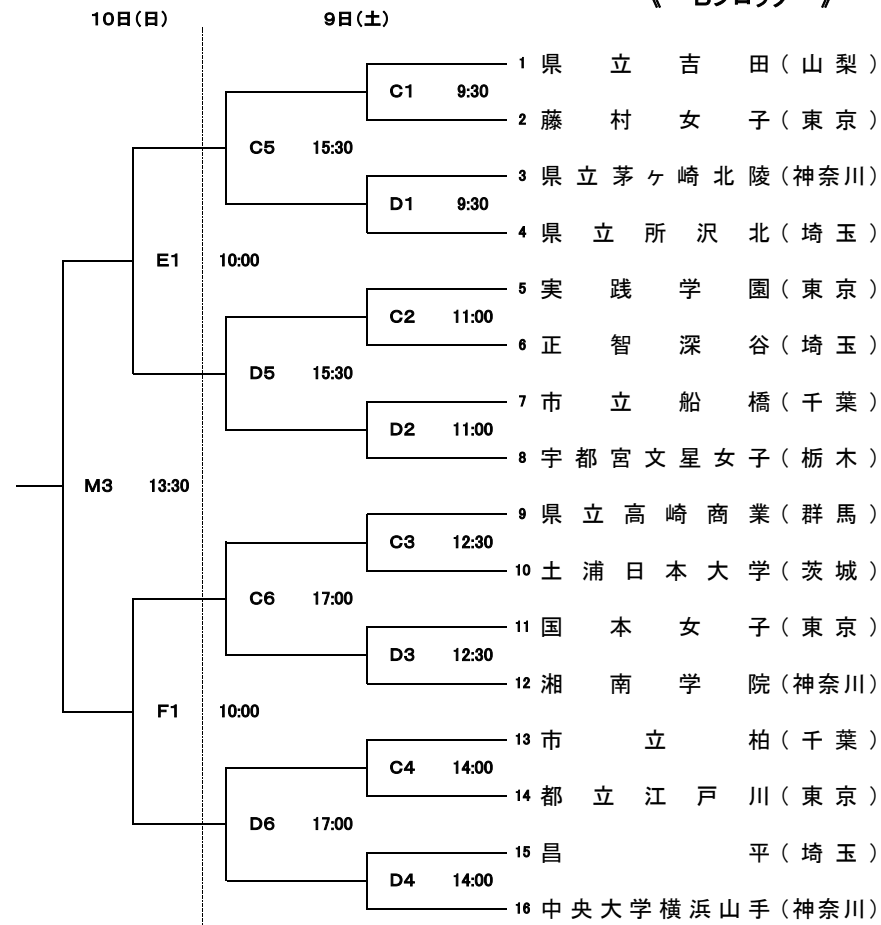 10日(日) 9日(土)
1 県立吉田(山梨)
C1 9:30
2 藤村女子(東京)
C5 15:30
3 県立茅ヶ崎北陵(神奈川)
D1 9:30
4 県立所沢北(埼玉)
E1 10:00
5 実践学園(東京)
C2 11:00
6 正智深谷(埼玉)
D5 15:30
7 市立船橋(千葉)
D2 11:00
8 宇都宮文星女子(栃木)
M3 13:30
9 県立高崎商業(群馬)
C3 12:30
10 土浦日本大学(茨城)
C6 17:00
11 国本女子(東京)
D3 12:30
12 湘南学院(神奈川)
F1 10:00
13 市立柏(千葉)
C4 14:00
14 都立江戸川(東京)
D6 17:00
15 昌平(埼玉)
D4 14:00
16 中央大学横浜山手(神奈川)